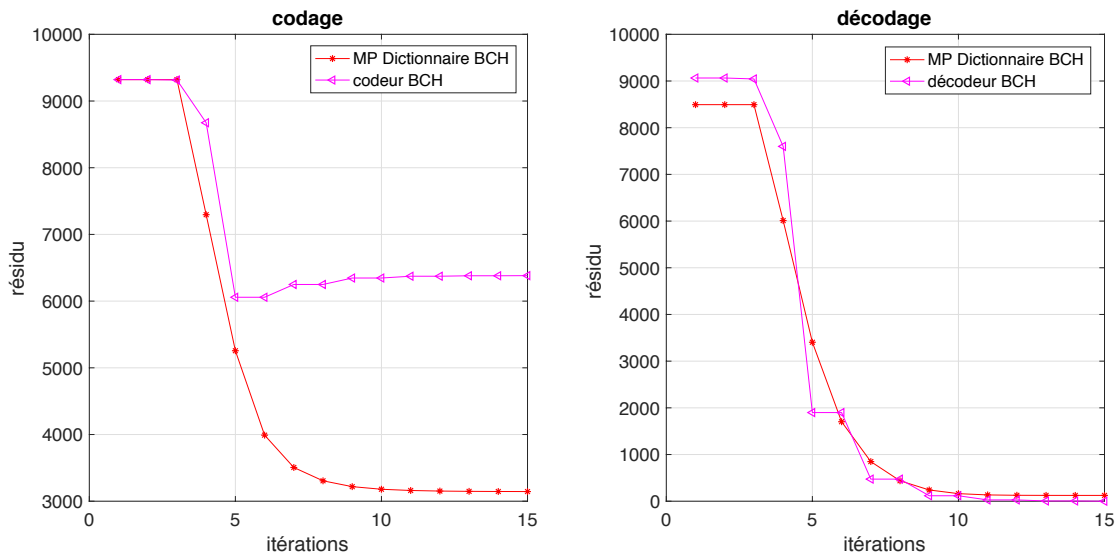 codage
10000
9000
8000
7000
6000
5000
4000
3000
0
5
10
15
résidu
itérations
MP Dictionnaire BCH
codeur BCH
décodage
10000
9000
8000
7000
6000
5000
4000
3000
2000
1000
0
0
5
10
15
résidu
itérations
MP Dictionnaire BCH
décodeur BCH